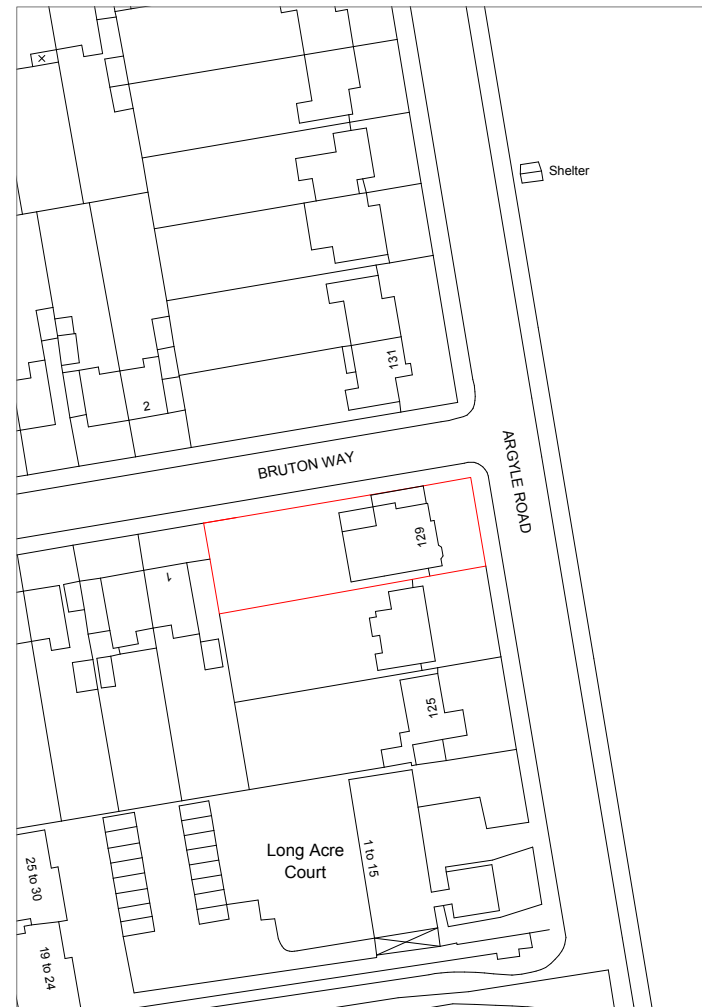 Shelter
131
2
BRUTON WAY
ARGYLE ROAD
129
1
125
Long Acre
Court
1 to 15
25 to 30
19 to 24